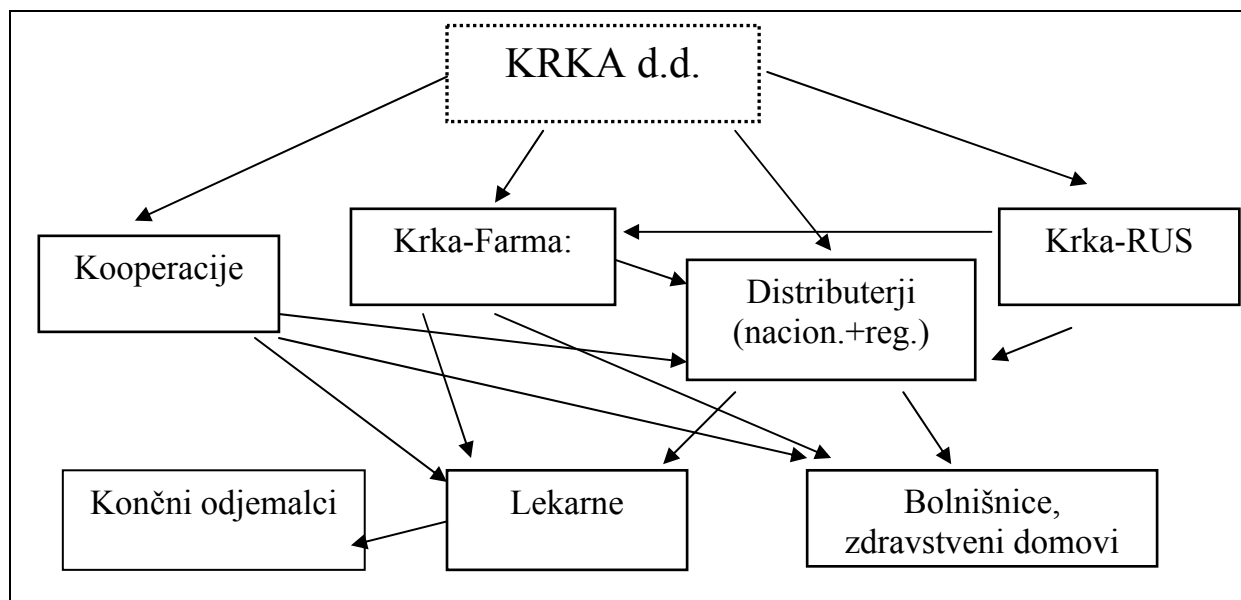 KRKA d.d.
Kooperacije
Krka-Farma:
Distributerji
(nacion.+reg.)
Krka-RUS
Končni odjemalci
Lekarne
Bolnišnice,
zdravstveni domovi